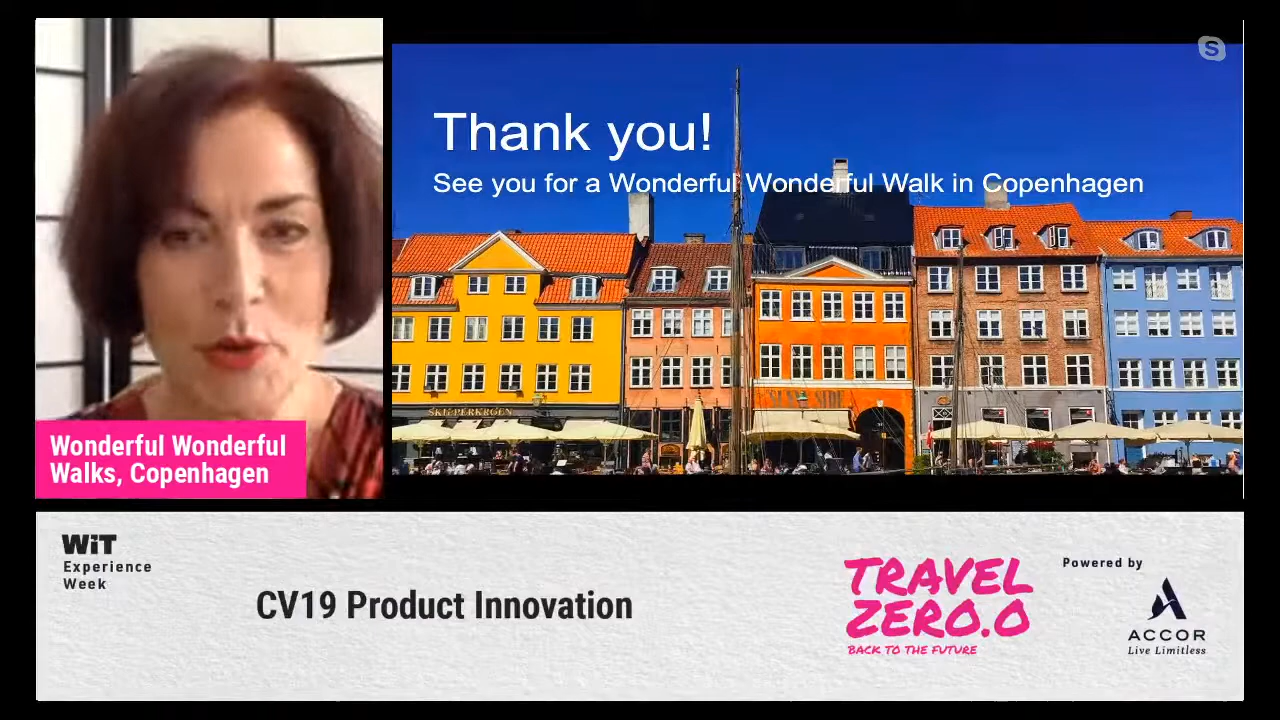 Thank you!
See you for a Wonderful Wonderful Walk in Copenhagen
S
SKIPPERKROEN
Wonderful Wonderful
Walks, Copenhagen
WiT
Experience
Week
CV19 Product Innovation
TRAVEL
ZERO.0
BACK TO THE FUTURE
Powered by
ACCOR
Live Limitless